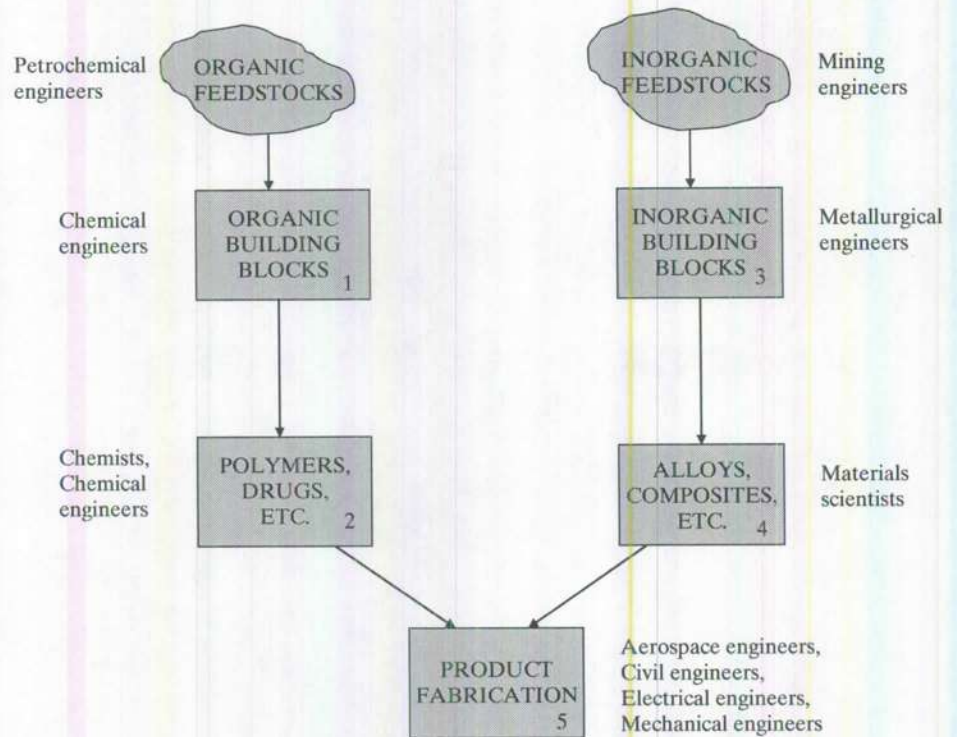 Petrochemical
engineers
ORGANIC
FEEDSTOCKS
INORGANIC
FEEDSTOCKS
Mining
engineers
Chemical
engineers
ORGANIC
BUILDING
BLOCKS
1
INORGANIC
BUILDING
BLOCKS
3
Metallurgical
engineers
Chemists,
Chemical
engineers
POLYMERS,
DRUGS,
ETC.
2
ALLOYS,
COMPOSITES,
ETC.
4
Materials
scientists
PRODUCT
FABRICATION
5
Aerospace engineers,
Civil engineers,
Electrical engineers,
Mechanical engineers